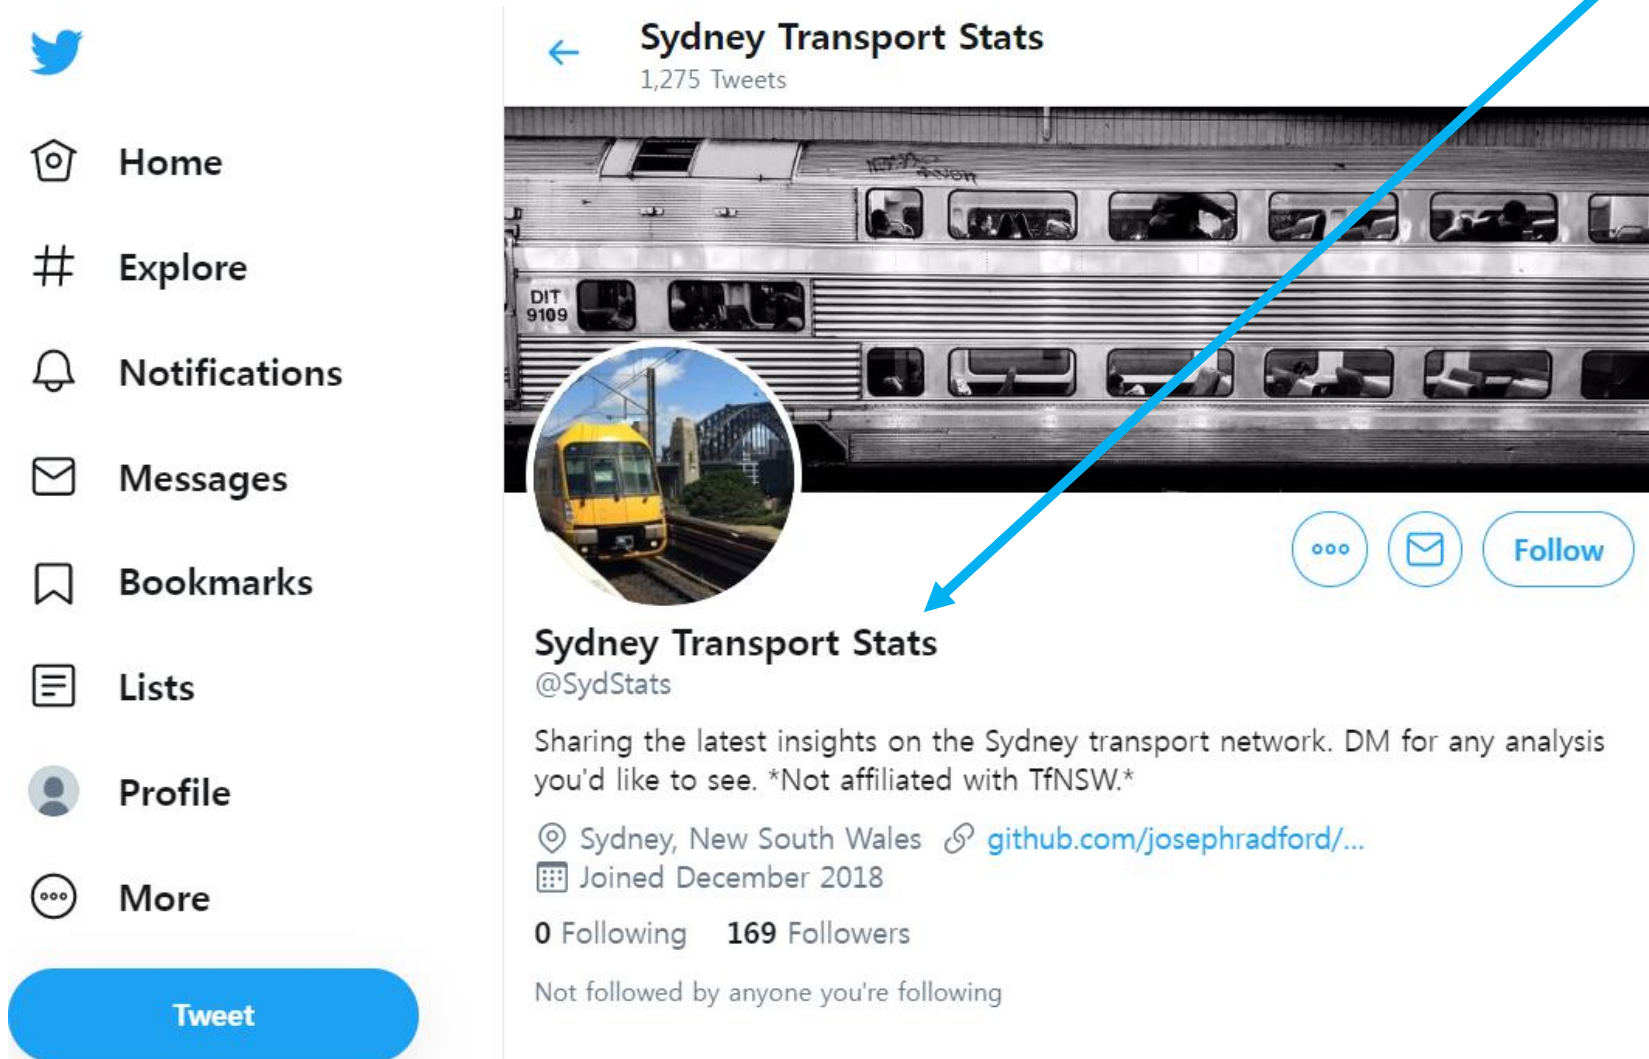 Sydney Transport Stats
1,275 Tweets
Home
Explore
Notifications
Messages
Bookmarks
Lists
Profile
More
Tweet
DIT
9109
Follow
Sydney Transport Stats
@SydStats
Sharing the latest insights on the Sydney transport network. DM for any analysis
you'd like to see. *Not affiliated with TfNSW.*
Sydney, New South Wales github.com/josephradford/...
Joined December 2018
0 Following 169 Followers
Not followed by anyone you're following